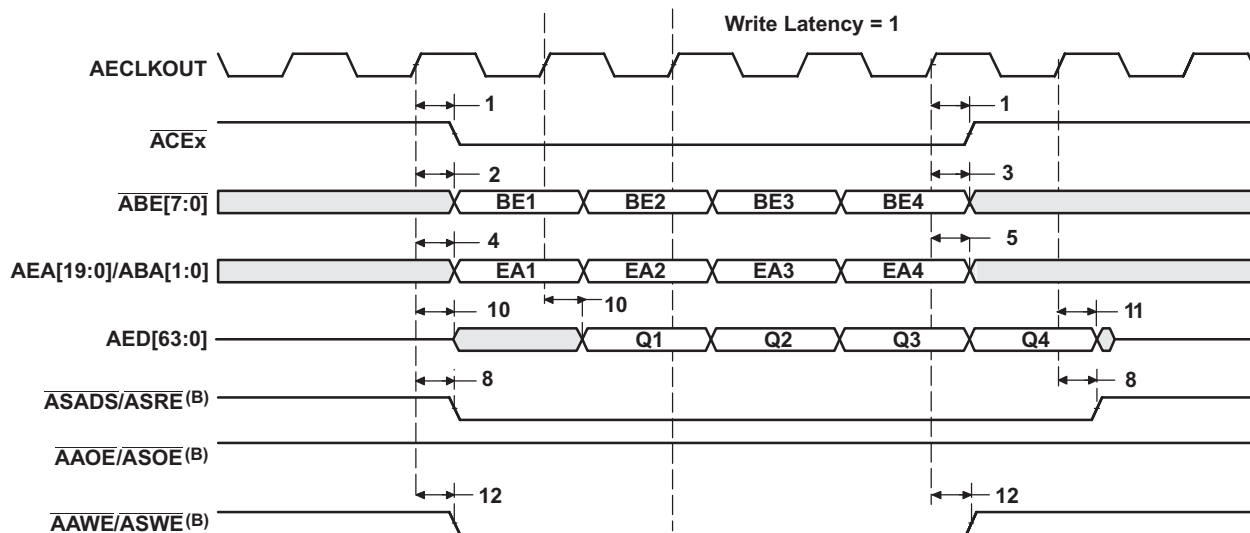 Write Latency = 1
AECLKOUT
1 1
ACEx
2 3
ABE[7:0] BE1 BE2 BE3 BE4
4 5
AEA[19:0]/ABA[1:0] EA1 EA2 EA3 EA4
10 10 11
AED[63:0] Q1 Q2 Q3 Q4
8 8
ASADS/ASRE(B)
AAOE/ASOE(B)
12 12
AAWE/ASWE(B)